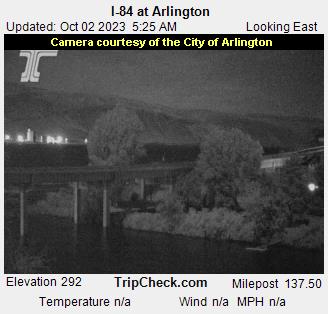 I-84 at Arlington
Updated: Oct 02 2023 5:25 AM Looking East
Camera courtesy of the City of Arlington
Elevation 292 TripCheck.com Milepost 137.50
Temperature n/a Wind n/a MPH n/a